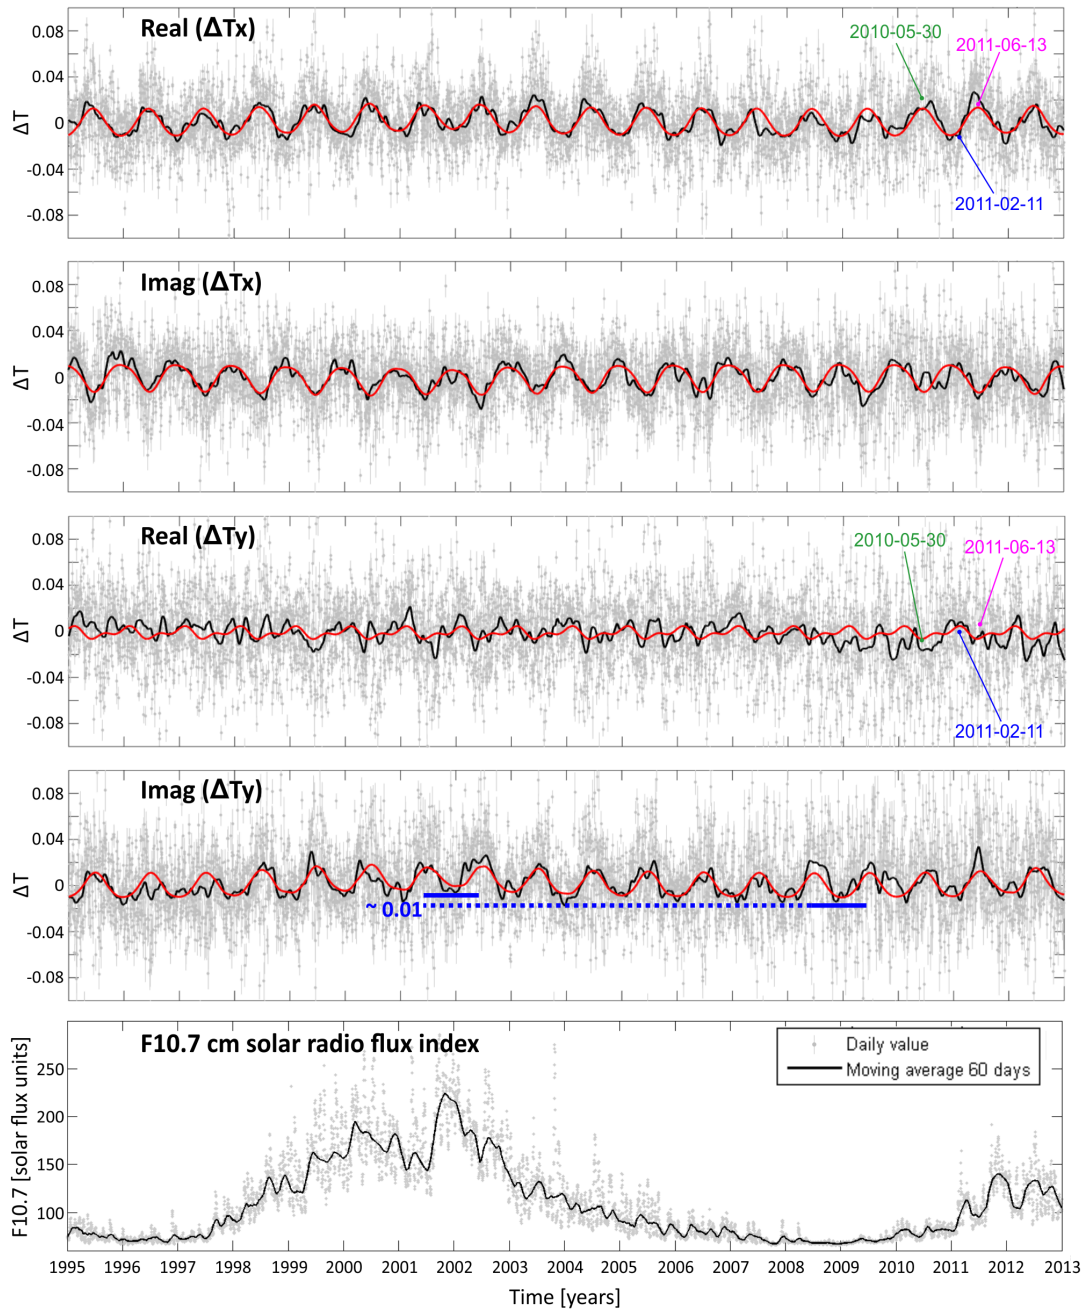 Real (ΔTx)
2010-05-30
2011-06-13
0.08
0.04
0
-0.04
-0.08
ΔT
2011-02-11
Imag (ΔTx)
0.08
0.04
0
-0.04
-0.08
ΔT
Real (ΔTy)
2010-05-30
2011-06-13
0.08
0.04
0
-0.04
-0.08
ΔT
2011-02-11
Imag (ΔTy)
0.08
0.04
0
-0.04
-0.08
ΔT
~ 0.01
F10.7 cm solar radio flux index
Daily value
Moving average 60 days
250
200
150
100
F10.7 [solar flux units]
1995 1996 1997 1998 1999 2000 2001 2002 2003 2004 2005 2006 2007 2008 2009 2010 2011 2012 2013
Time [years]